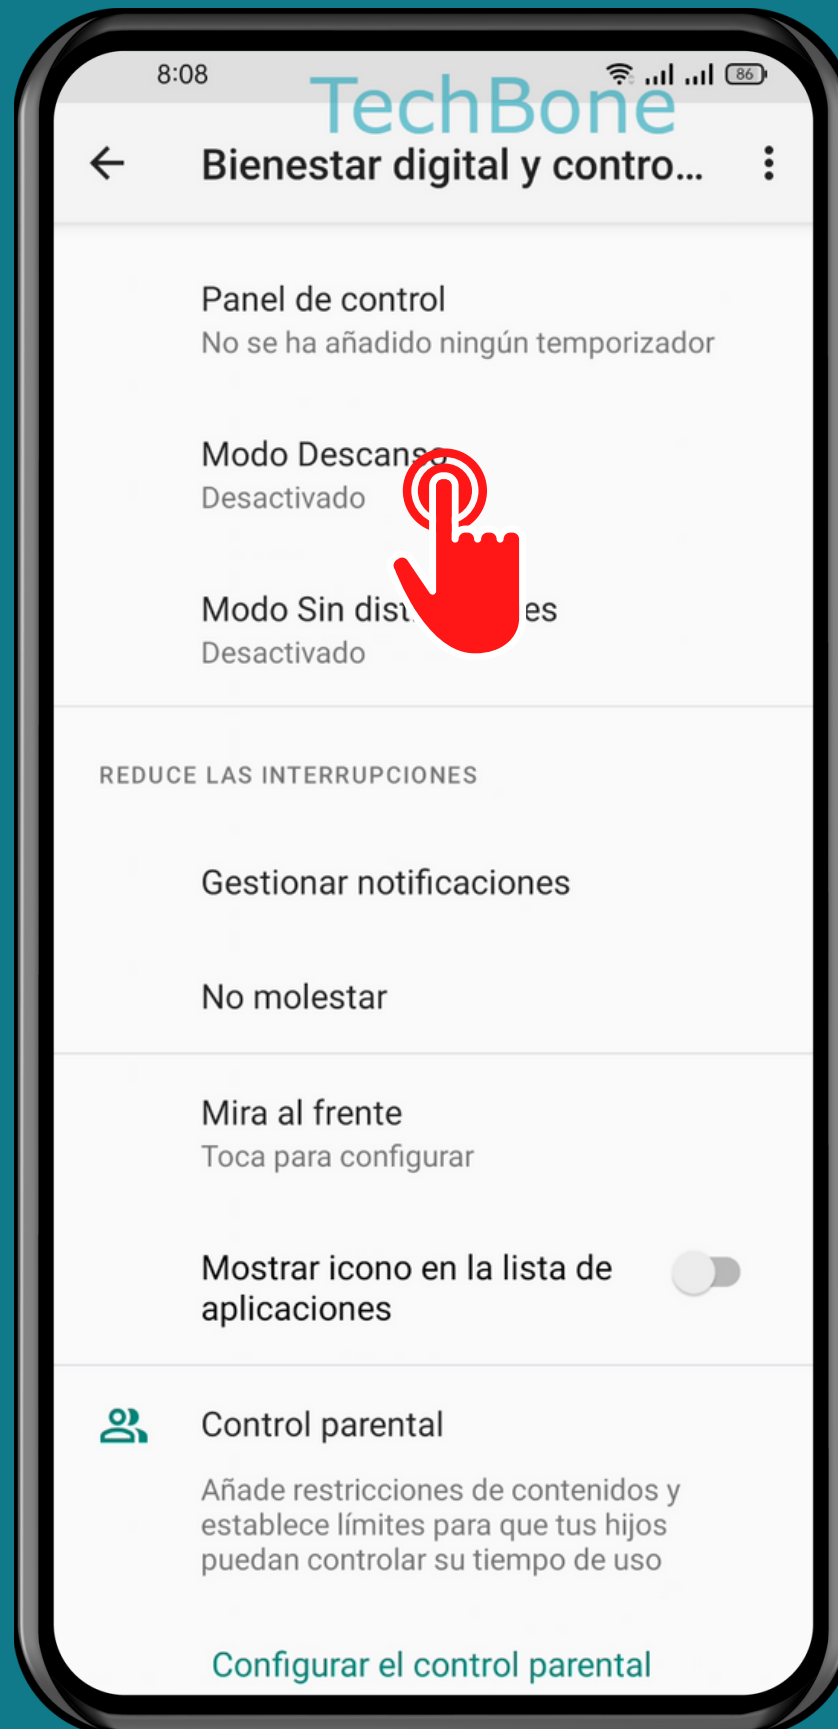 8:08
86
TechBone
Bienestar digital y contro...
Panel de control
No se ha añadido ningún temporizador
Modo Descanso
Desactivado
Modo Sin dist es
Desactivado
REDUCE LAS INTERRUPCIONES
Gestionar notificaciones
No molestar
Mira al frente
Toca para configurar
Mostrar icono en la lista de
aplicaciones
Control parental
Añade restricciones de contenidos y
establece límites para que tus hijos
puedan controlar su tiempo de uso
Configurar el control parental